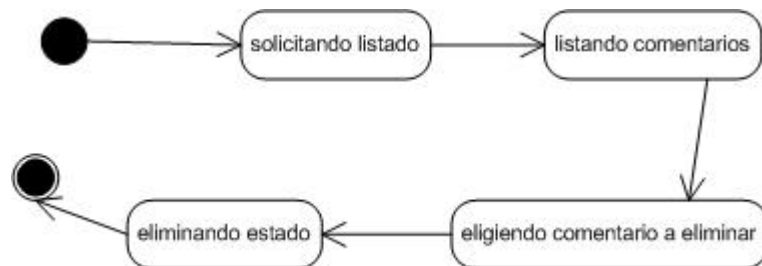 solicitando listado
listando comentarios
eligiendo comentario a eliminar
eliminando estado